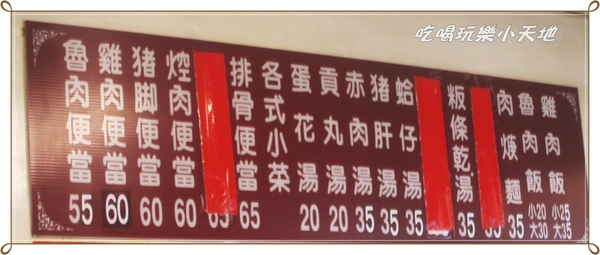 吃喝玩樂小天地
魯肉便當 55
雞肉便當 60
豬脚便當 60
焢肉便當 60
65
排骨便當 65
各式小菜
蛋花湯 20
貢丸湯 20
赤肉湯 35
豬肝湯 35
蛤仔湯 35
粄條乾湯 35
肉焿麵 35
魯肉飯 小20 大30
雞肉飯 小25 大35